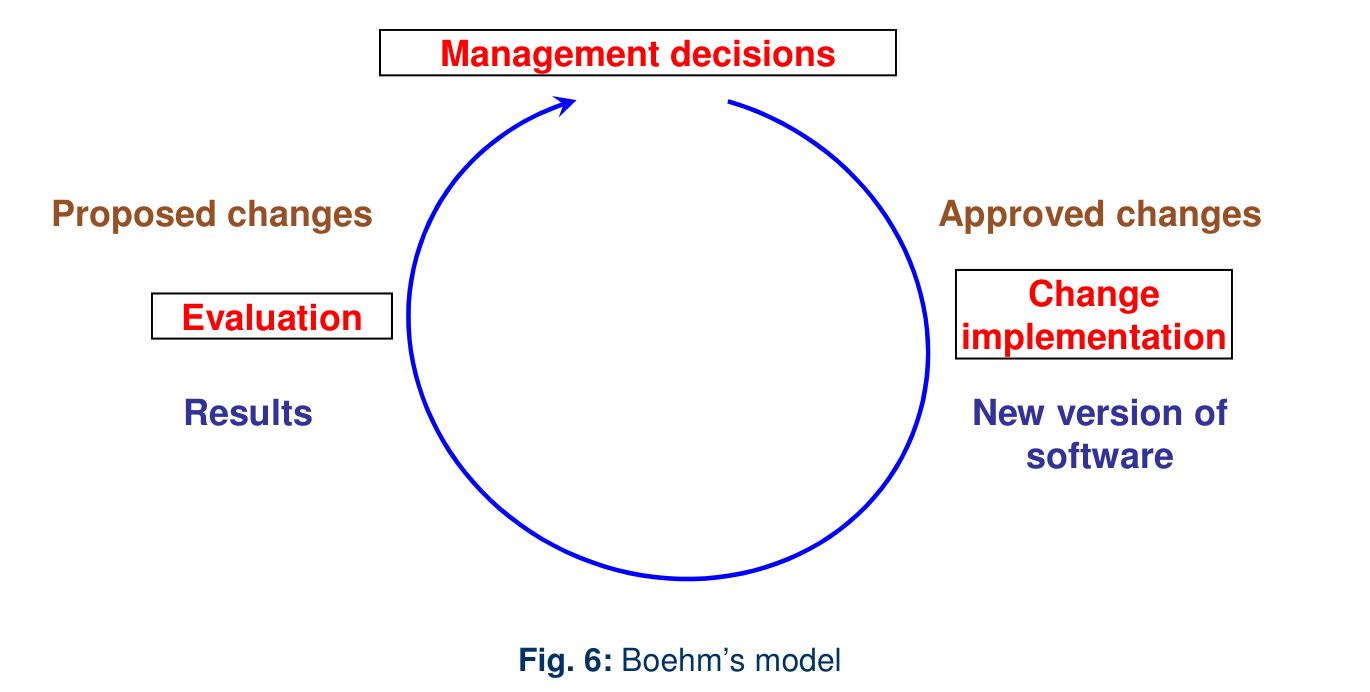 Management decisions
Proposed changes
Approved changes
Evaluation
Change
implementation
Results
New version of
software
Fig. 6: Boehm's model